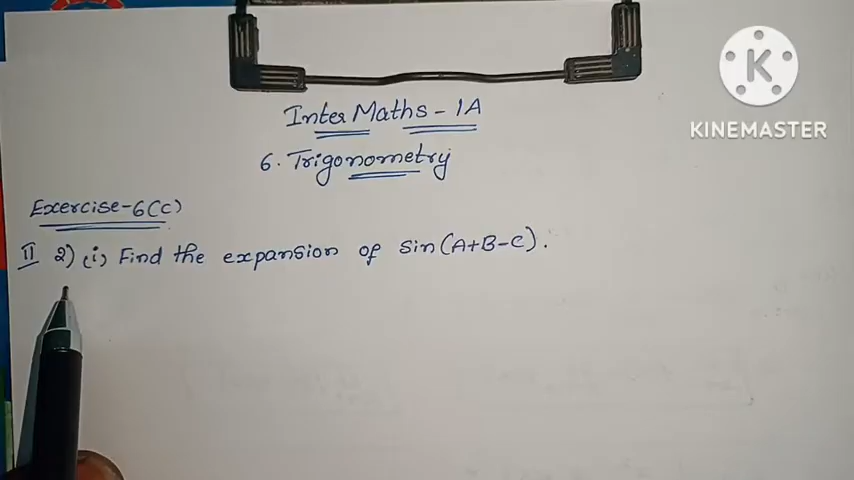 Inter Maths - 1A
6. Trigonometry
Exercise-6(c)
II 2) (i) Find the expansion of sin(A+B-C).
K
KINEMASTER